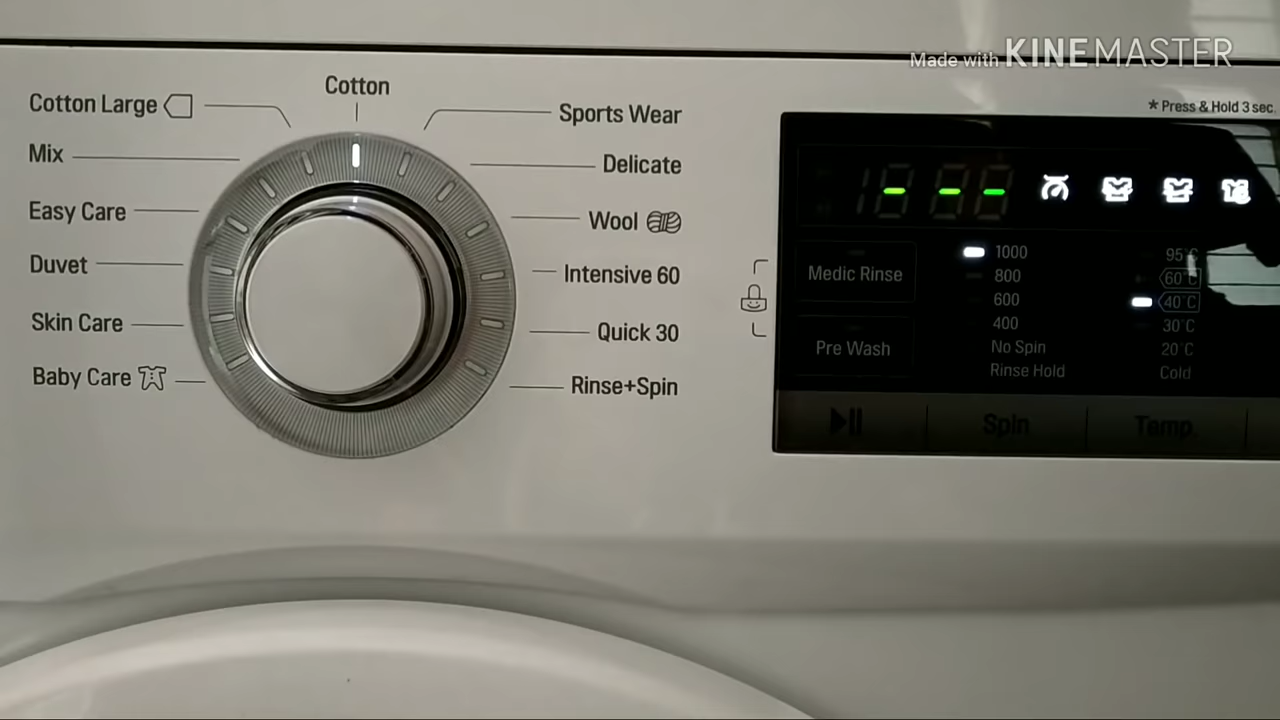 Made with KINEMASTER
Cotton
Cotton Large
Mix
Easy Care
Duvet
Skin Care
Baby Care
Sports Wear
Delicate
Wool
Intensive 60
Quick 30
Rinse+Spin
* Press & Hold 3 sec.
- - -
Medic Rinse
Pre Wash
1000
800
600
400
No Spin
Rinse Hold
95°C
60°C
40°C
30°C
20°C
Cold
Spin
Temp.